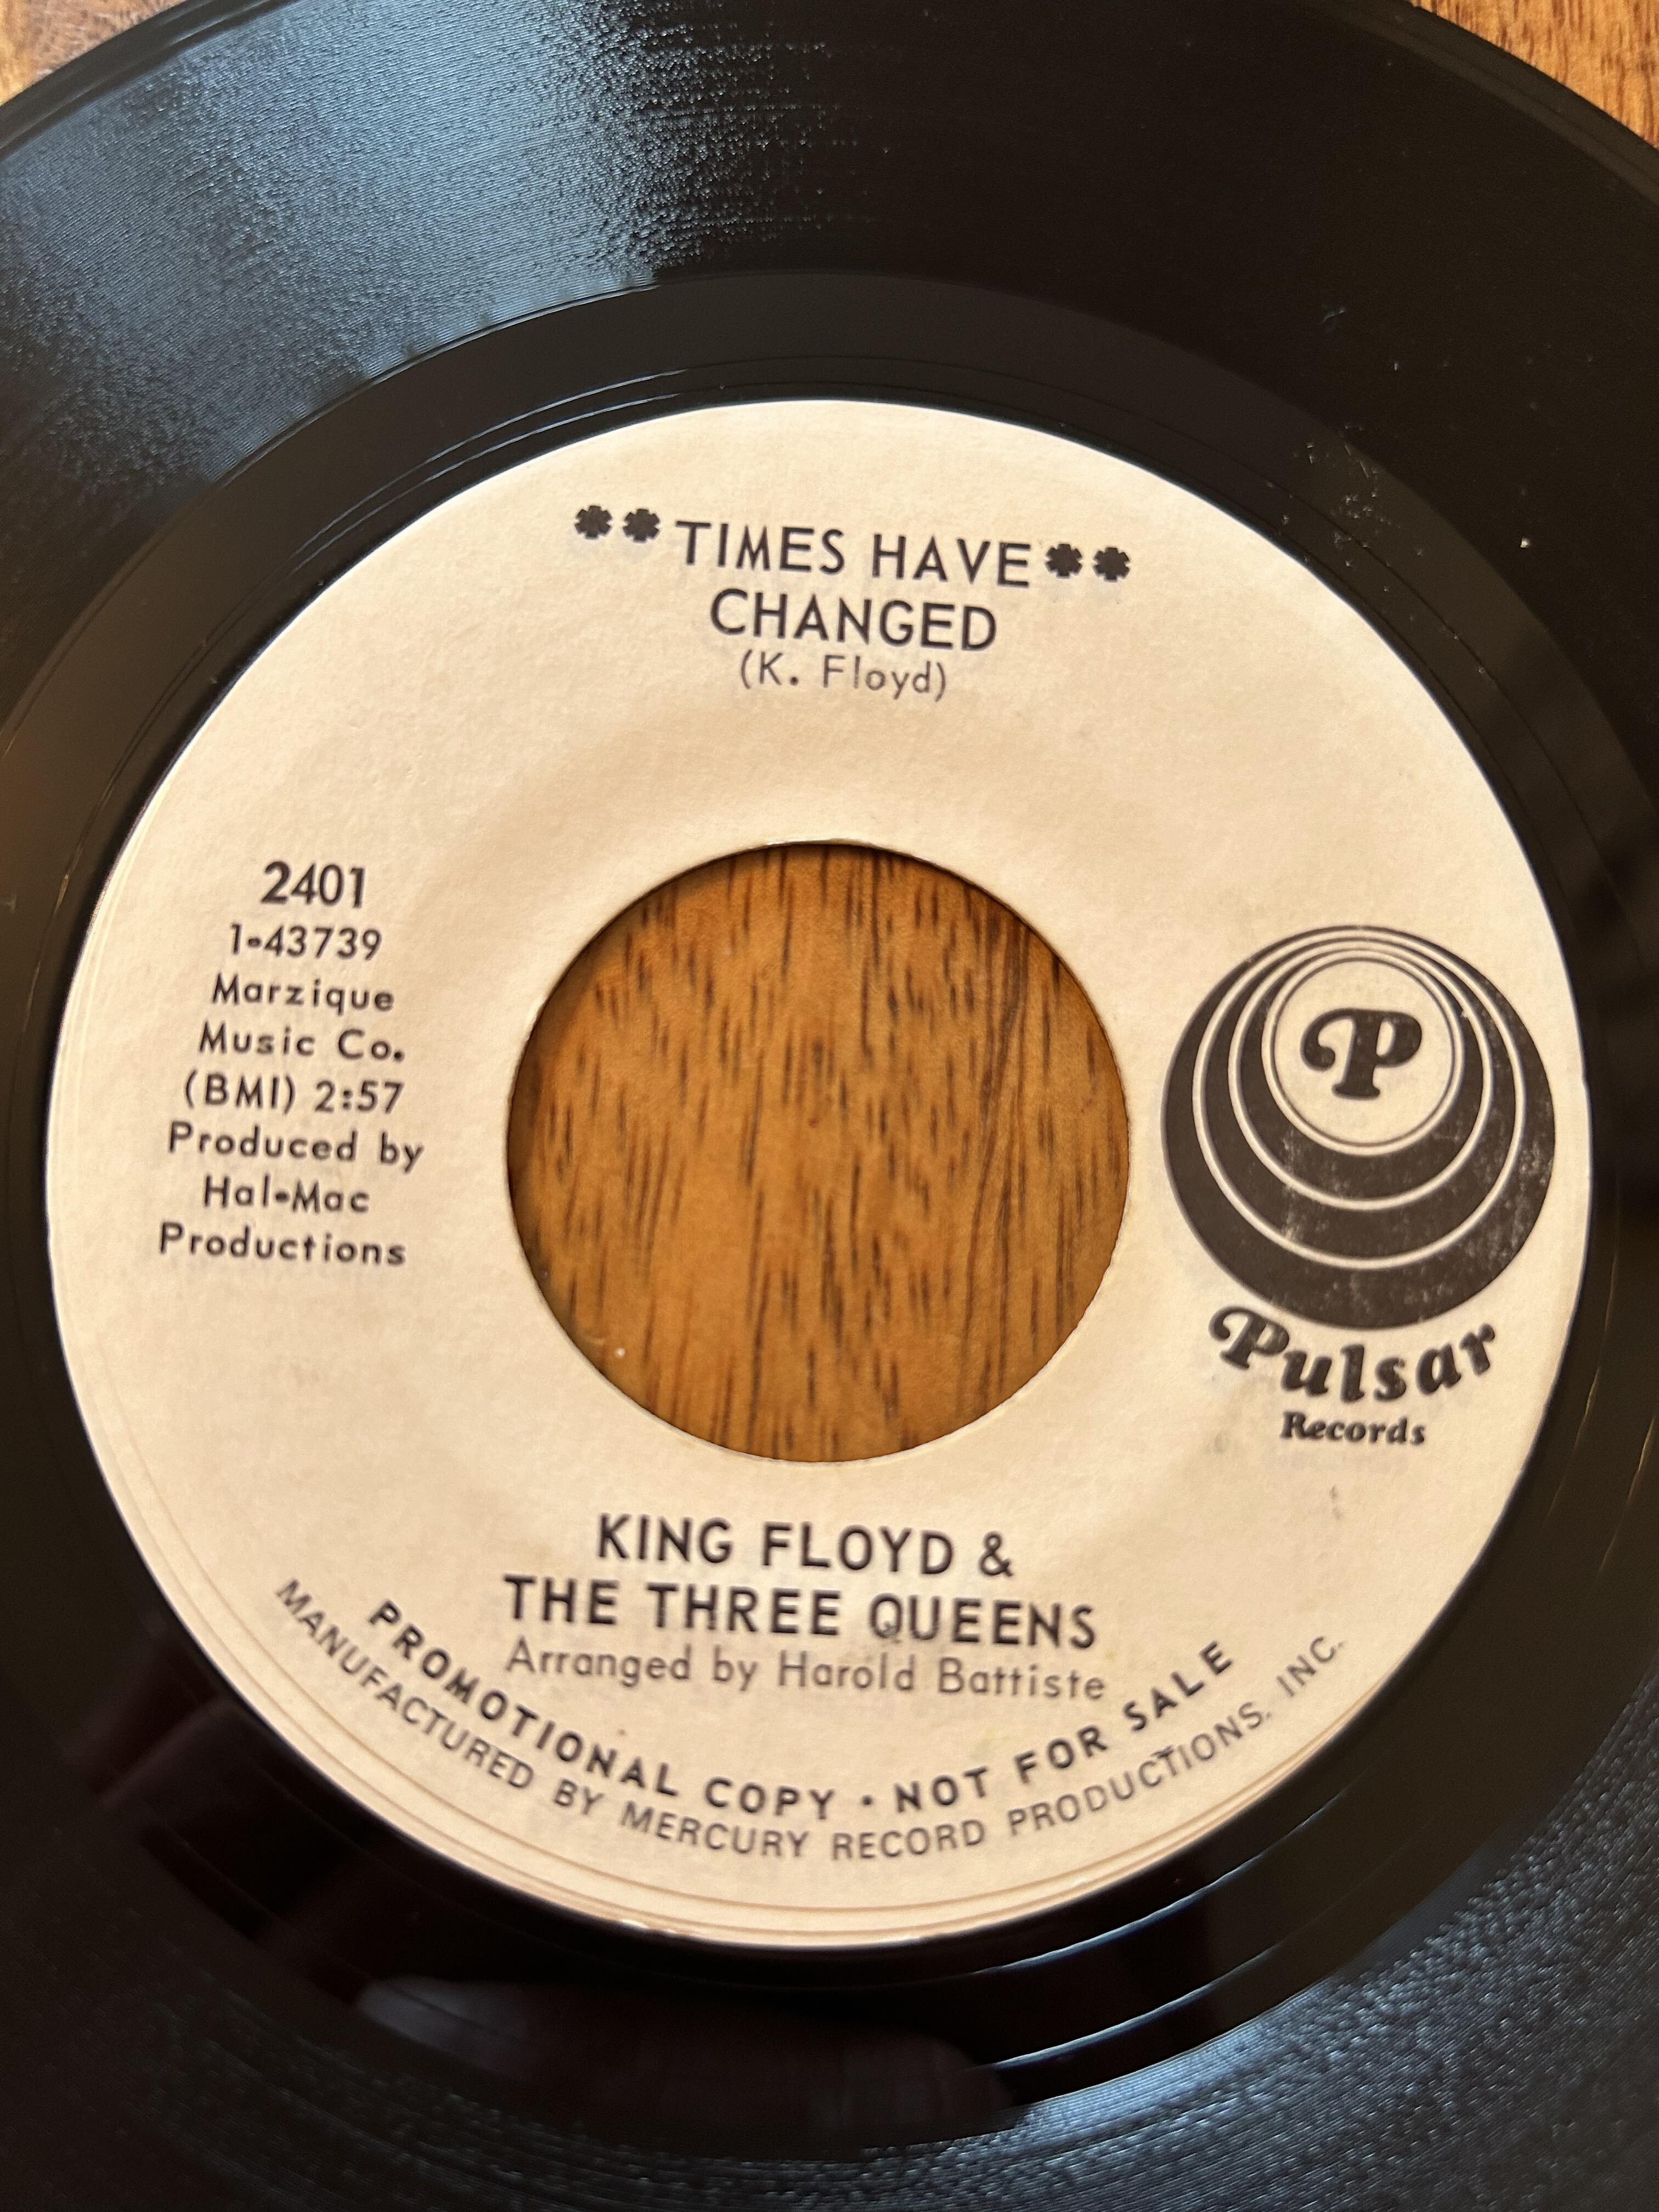 **TIMES HAVE**
CHANGED
(K. Floyd)
2401
1-43739
Marzique
Music Co.
(BMI) 2:57
Produced by
Hal-Mac
Productions
P
Pulsar
Records
KING FLOYD &
THE THREE QUEENS
Arranged by Harold Battiste
PROMOTIONAL COPY • NOT FOR SALE
MANUFACTURED BY MERCURY RECORD PRODUCTIONS, INC.